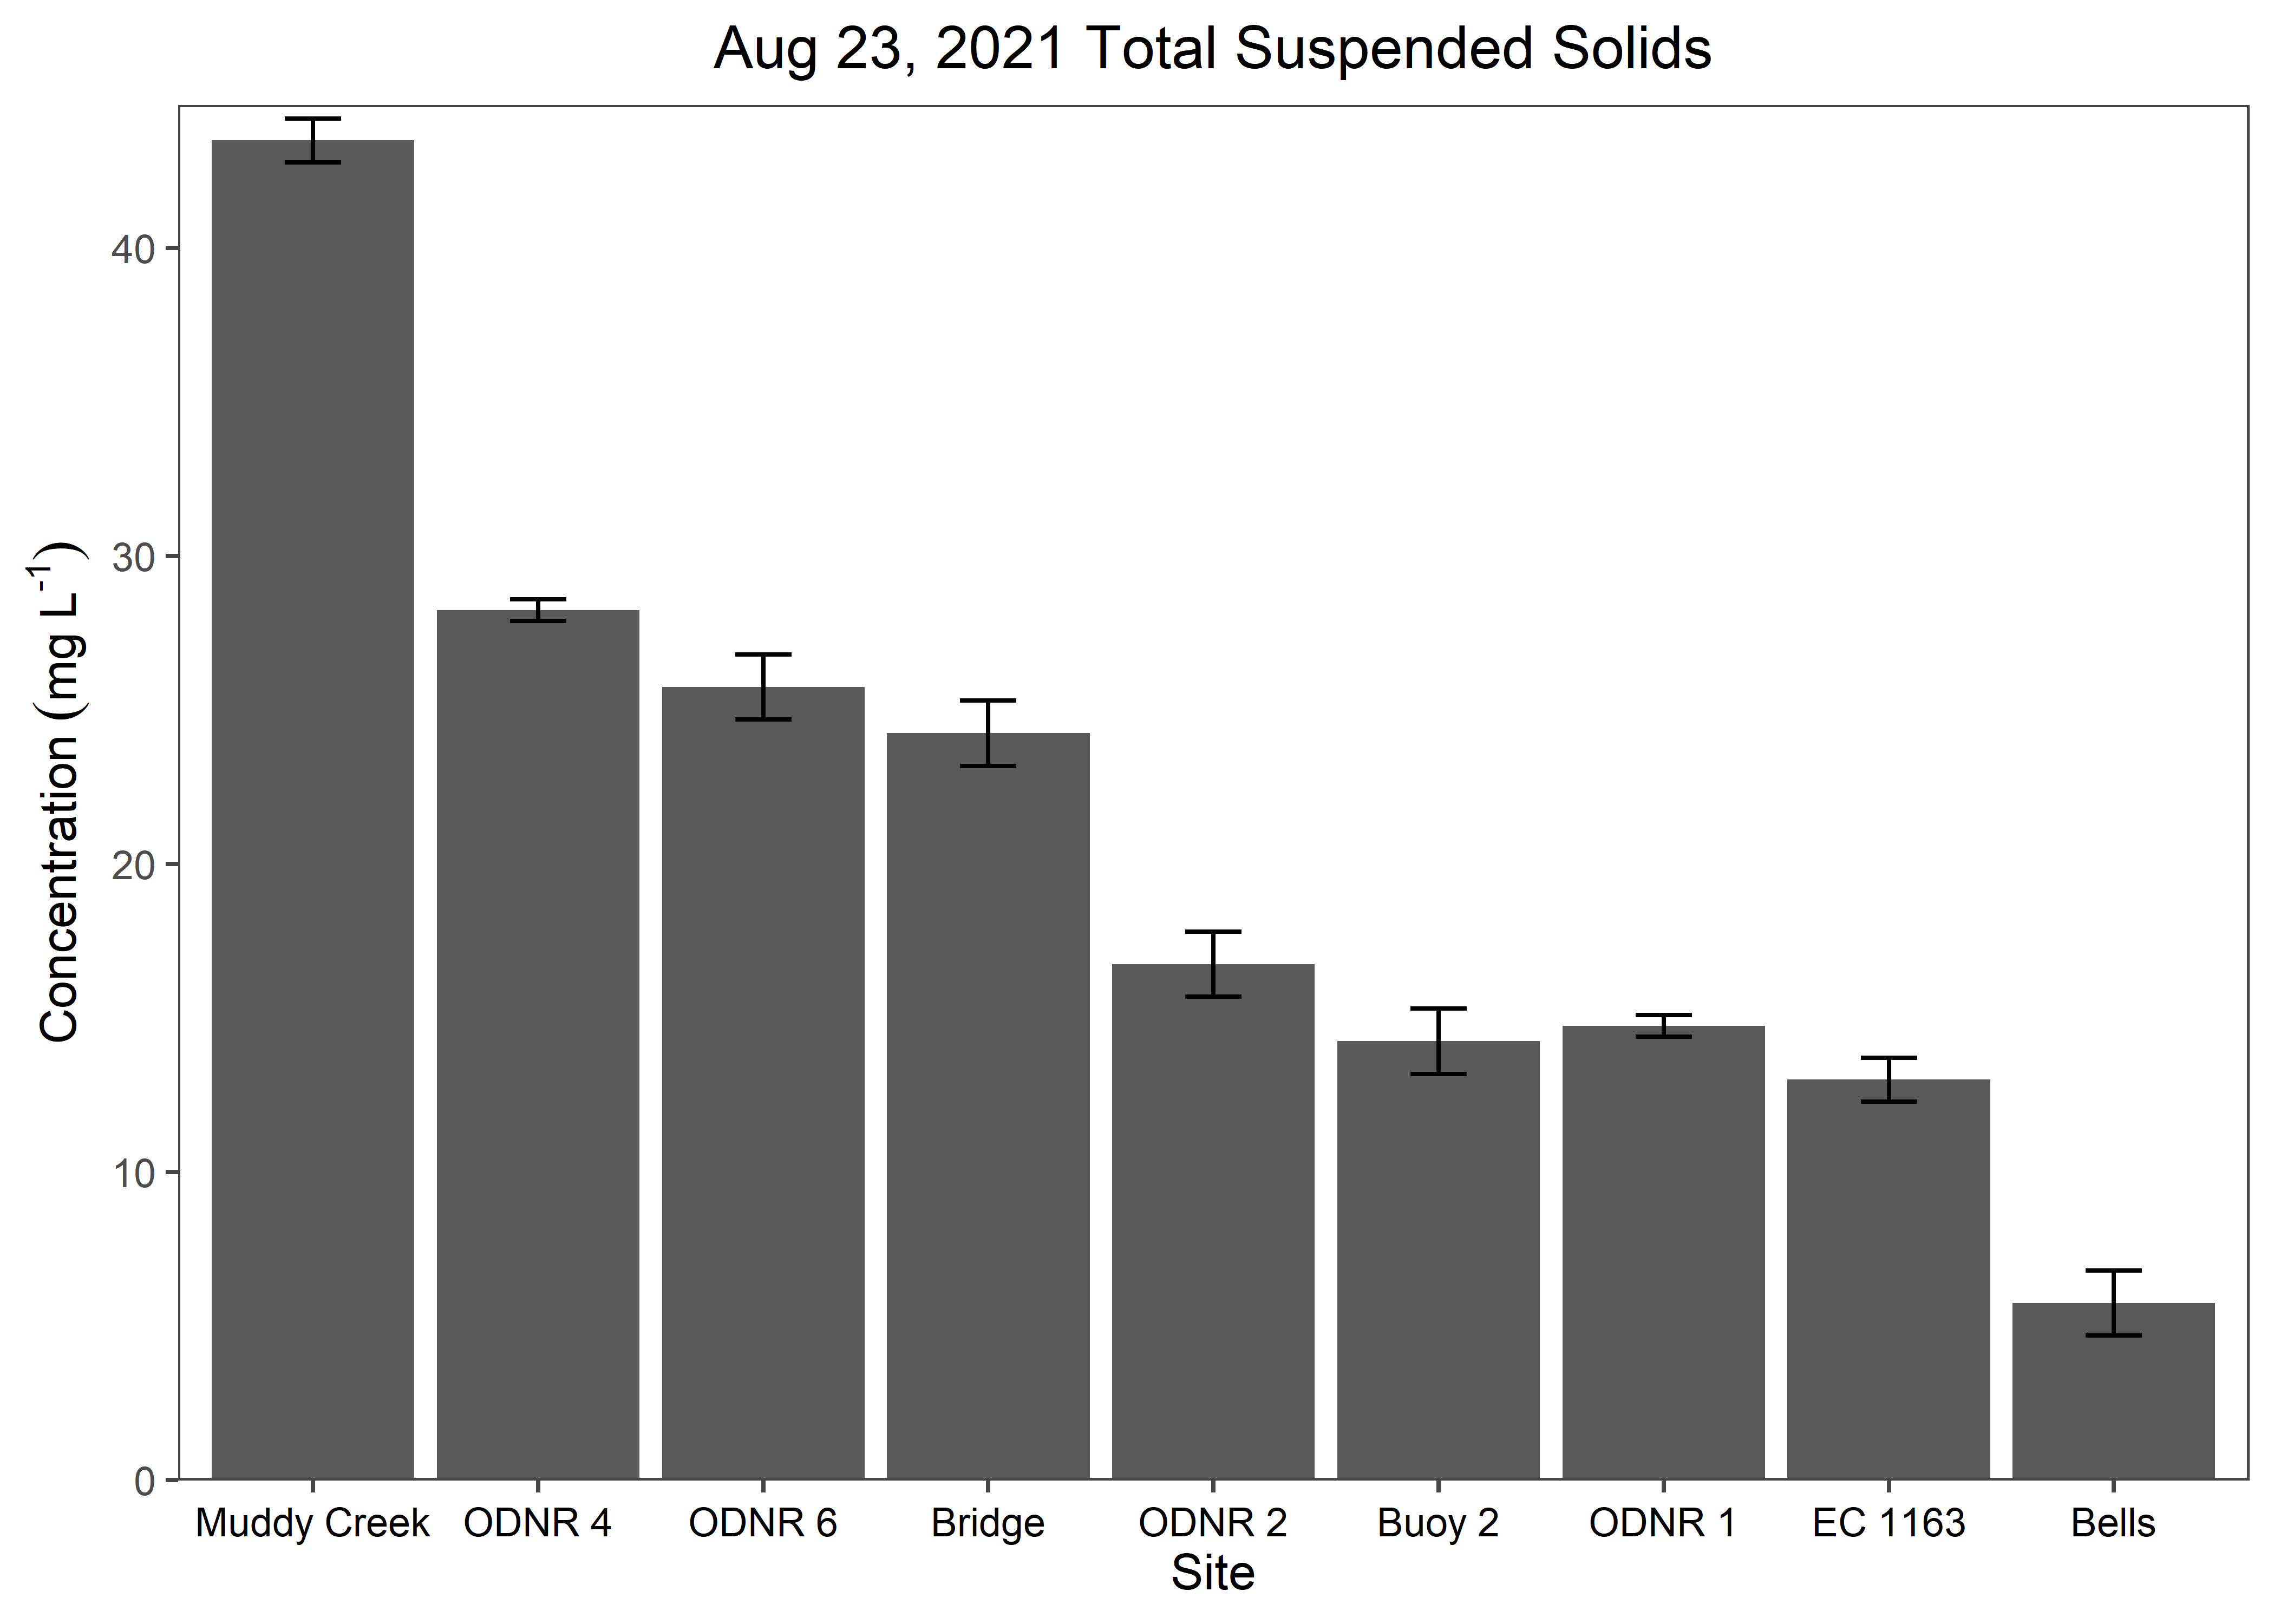 Aug 23, 2021 Total Suspended Solids
Concentration (mg L⁻¹)
40
30
20
10
0
Muddy Creek ODNR 4 ODNR 6 Bridge ODNR 2 Buoy 2 ODNR 1 EC 1163 Bells
Site